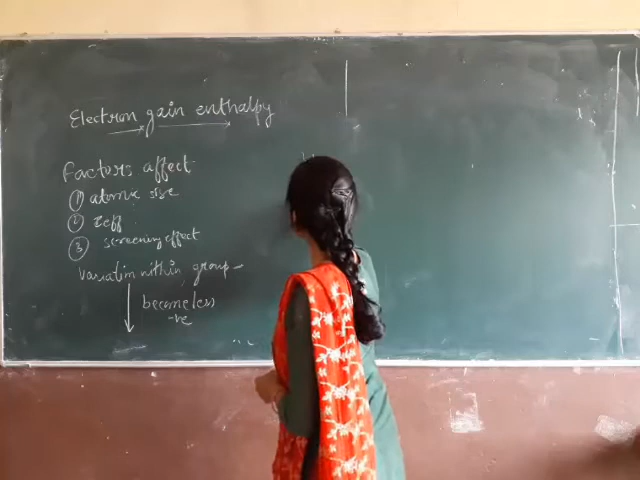 Electron gain enthalpy
Factors affect
① atomic size
② Zeff
③ screening effect
Variation within group -
becomes less
-ve